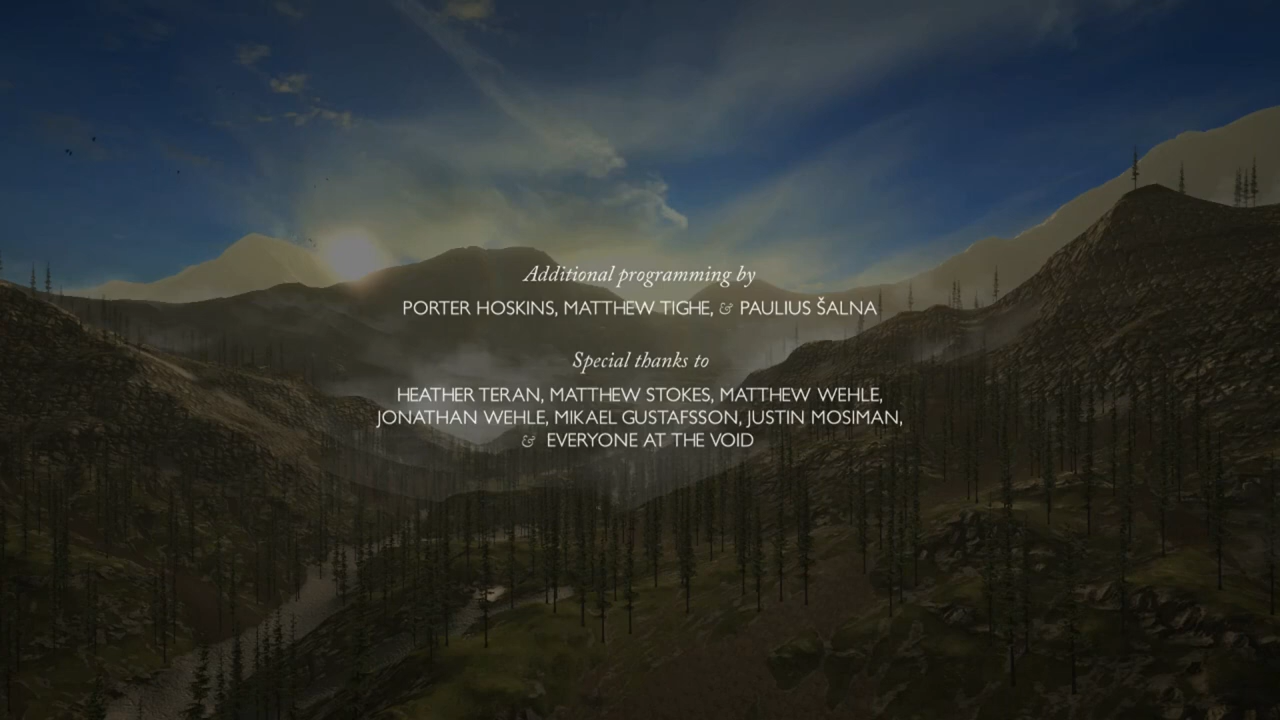 Additional programming by
PORTER HOSKINS, MATTHEW TIGHE, & PAULIUS ŠALNA
Special thanks to
HEATHER TERAN, MATTHEW STOKES, MATTHEW WEHLE,
JONATHAN WEHLE, MIKAEL GUSTAFSSON, JUSTIN MOSIMAN,
& EVERYONE AT THE VOID